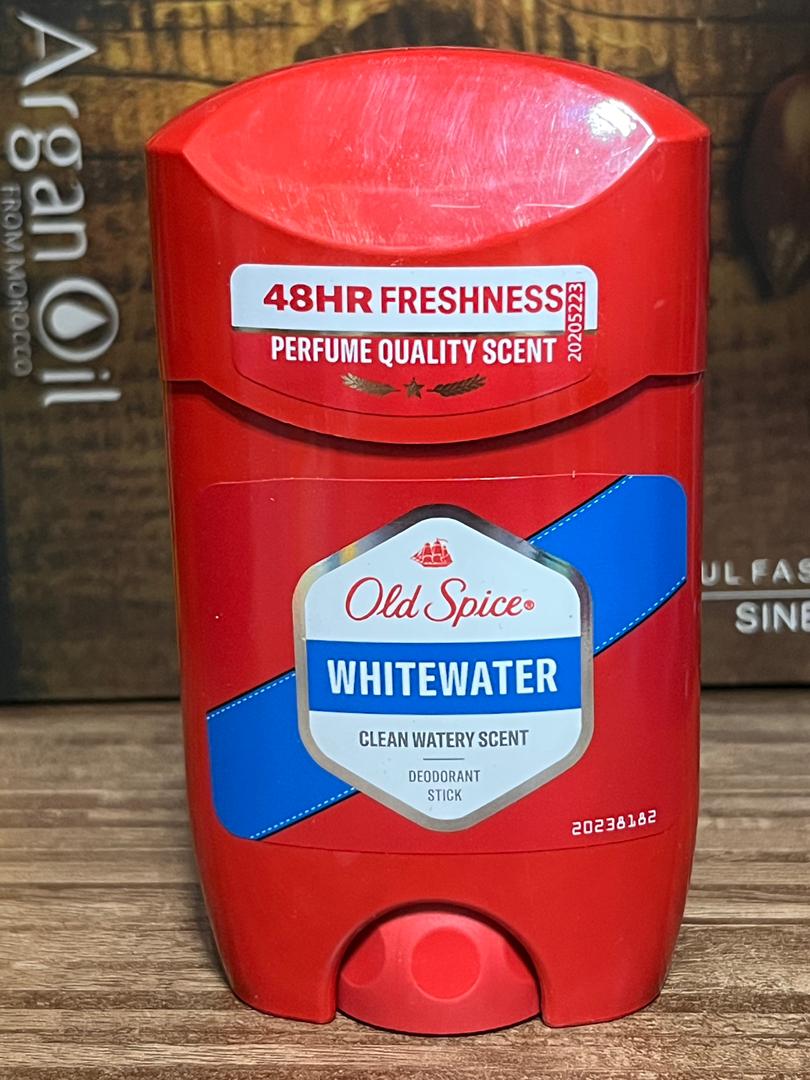 Argan Oil
FROM MOROCCO
48HR FRESHNESS
20205223
PERFUME QUALITY SCENT
Old Spice®
WHITEWATER
CLEAN WATERY SCENT
DEODORANT
STICK
20238182
UL FAS
SINE